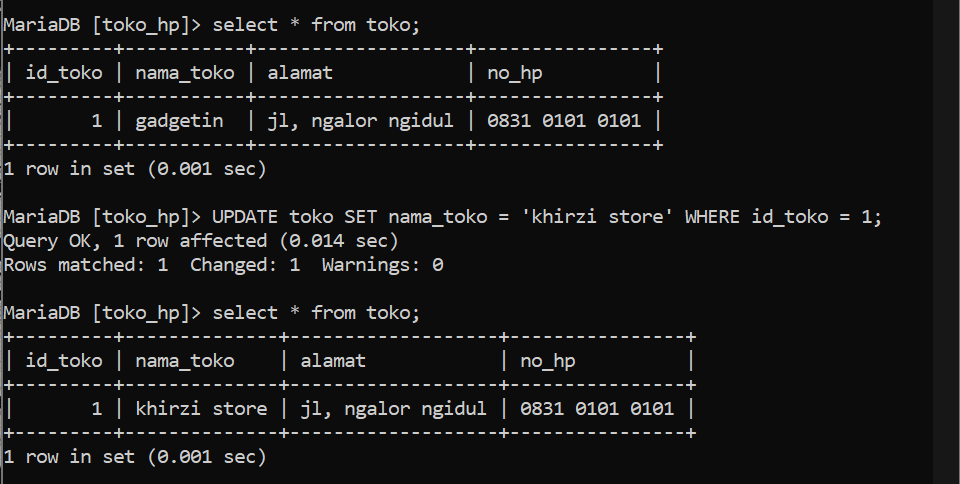 MariaDB [toko_hp]> select * from toko;
+---------+-----------+-------------------+----------------+
| id_toko | nama_toko | alamat            | no_hp          |
+---------+-----------+-------------------+----------------+
|       1 | gadgetin  | jl, ngalor ngidul | 0831 0101 0101 |
+---------+-----------+-------------------+----------------+
1 row in set (0.001 sec)

MariaDB [toko_hp]> UPDATE toko SET nama_toko = 'khirzi store' WHERE id_toko = 1;
Query OK, 1 row affected (0.014 sec)
Rows matched: 1  Changed: 1  Warnings: 0

MariaDB [toko_hp]> select * from toko;
+---------+--------------+-------------------+----------------+
| id_toko | nama_toko    | alamat            | no_hp          |
+---------+--------------+-------------------+----------------+
|       1 | khirzi store | jl, ngalor ngidul | 0831 0101 0101 |
+---------+--------------+-------------------+----------------+
1 row in set (0.001 sec)